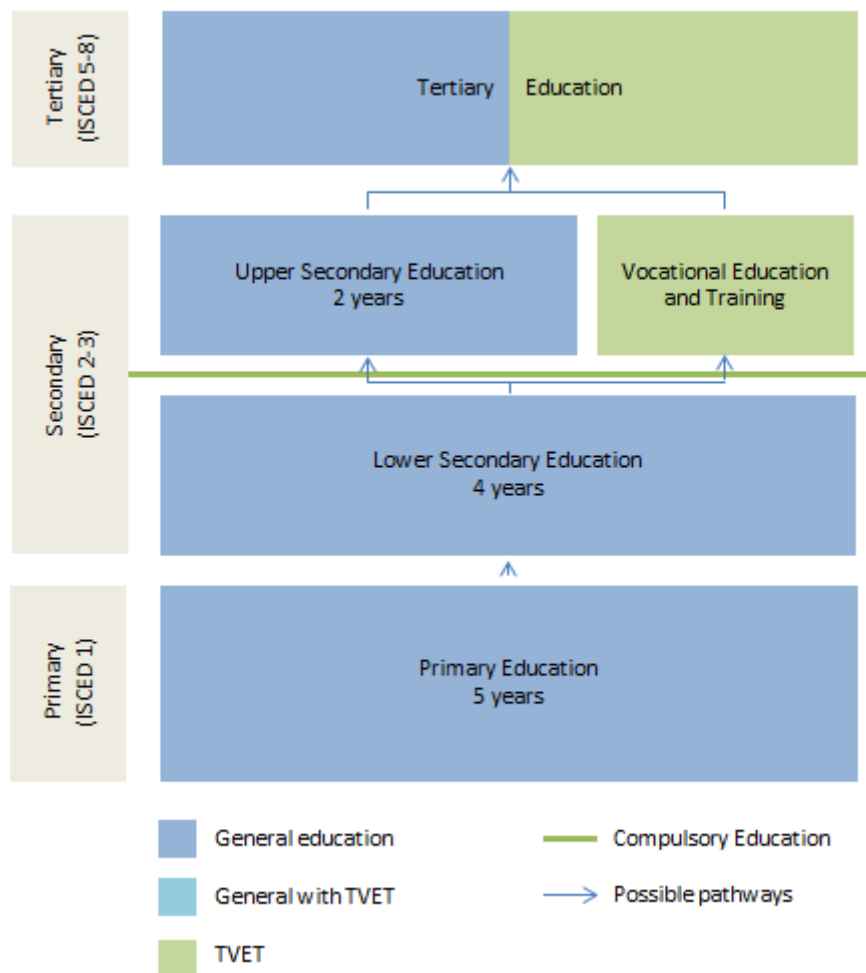 Tertiary
(ISCED 5-8)
Tertiary Education
Secondary
(ISCED 2-3)
Upper Secondary Education
2 years
Vocational Education
and Training
Lower Secondary Education
4 years
Primary
(ISCED 1)
Primary Education
5 years
General education
Compulsory Education
General with TVET
Possible pathways
TVET